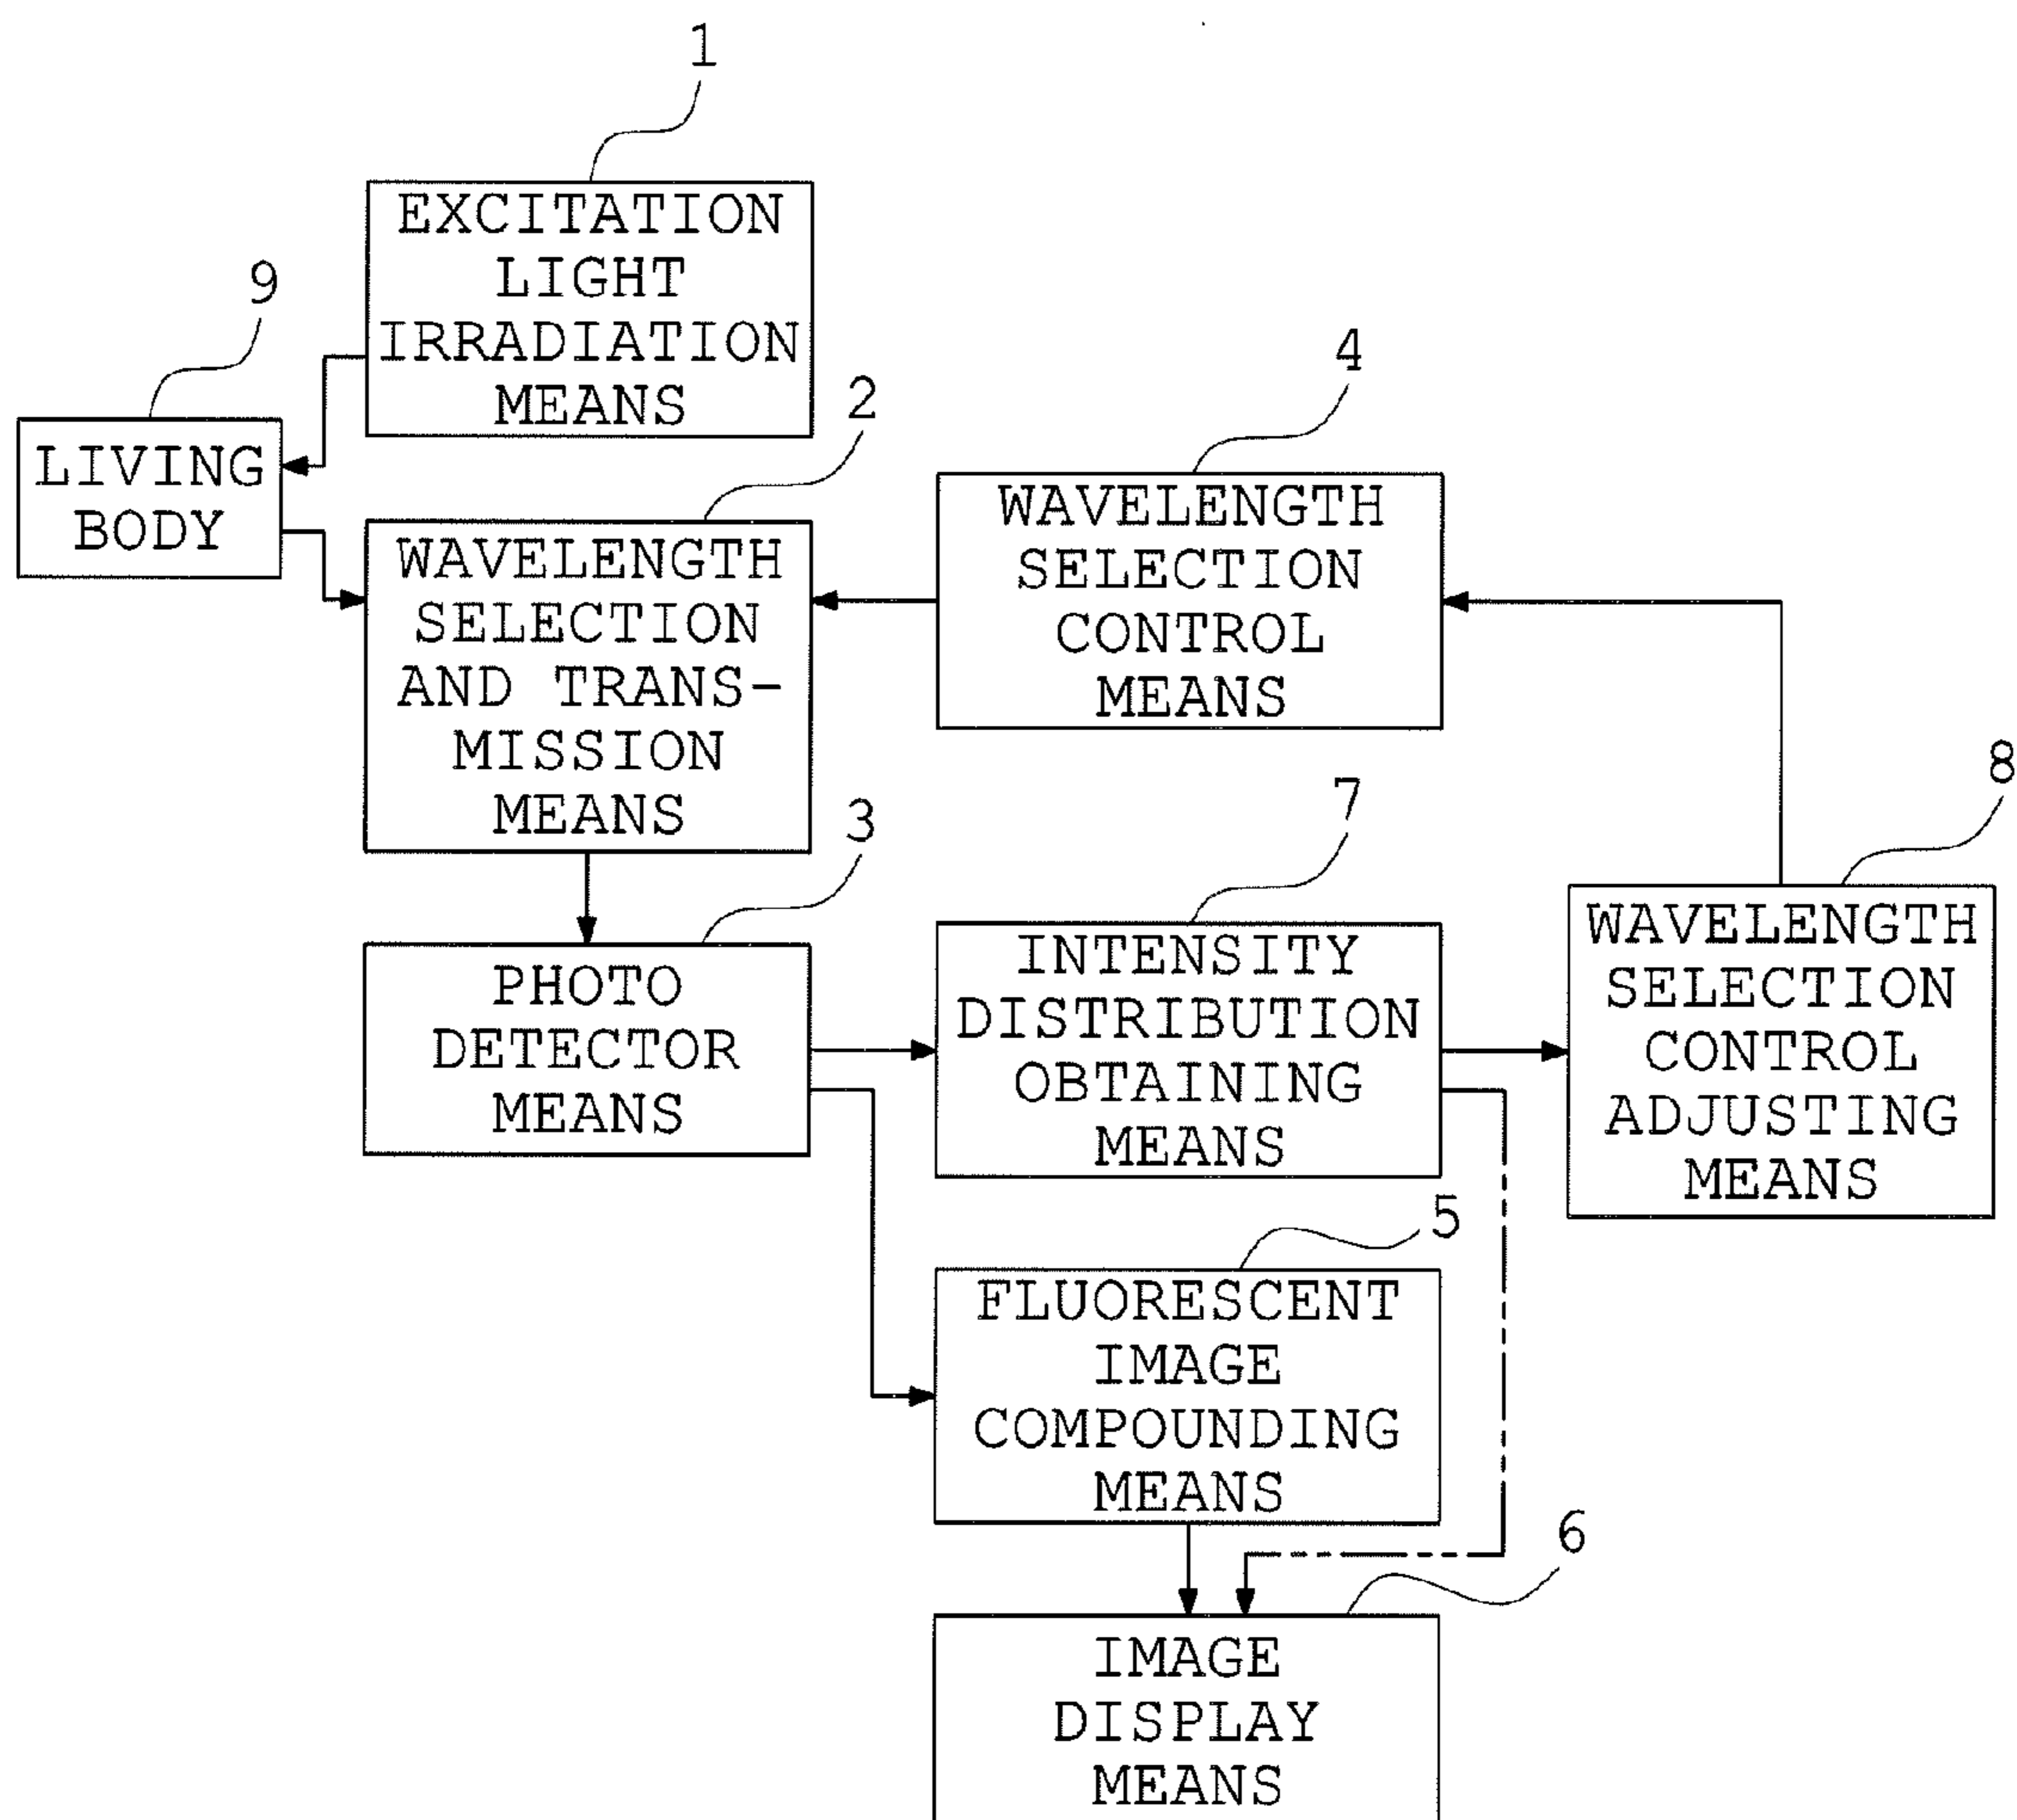 1
EXCITATION
LIGHT
IRRADIATION
MEANS
9
LIVING
BODY
2
WAVELENGTH
SELECTION
AND TRANS-
MISSION
MEANS
4
WAVELENGTH
SELECTION
CONTROL
MEANS
3
PHOTO
DETECTOR
MEANS
7
INTENSITY
DISTRIBUTION
OBTAINING
MEANS
8
WAVELENGTH
SELECTION
CONTROL
ADJUSTING
MEANS
5
FLUORESCENT
IMAGE
COMPOUNDING
MEANS
6
IMAGE
DISPLAY
MEANS